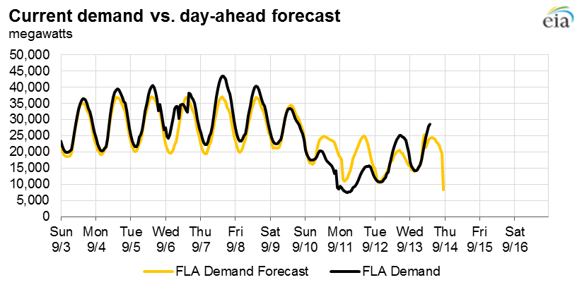 Current demand vs. day-ahead forecast
megawatts
eia
50,000
45,000
40,000
35,000
30,000
25,000
20,000
15,000
10,000
5,000
0
Sun Mon Tue Wed Thu Fri Sat Sun Mon Tue Wed Thu Fri Sat
9/3 9/4 9/5 9/6 9/7 9/8 9/9 9/10 9/11 9/12 9/13 9/14 9/15 9/16
FLA Demand Forecast FLA Demand